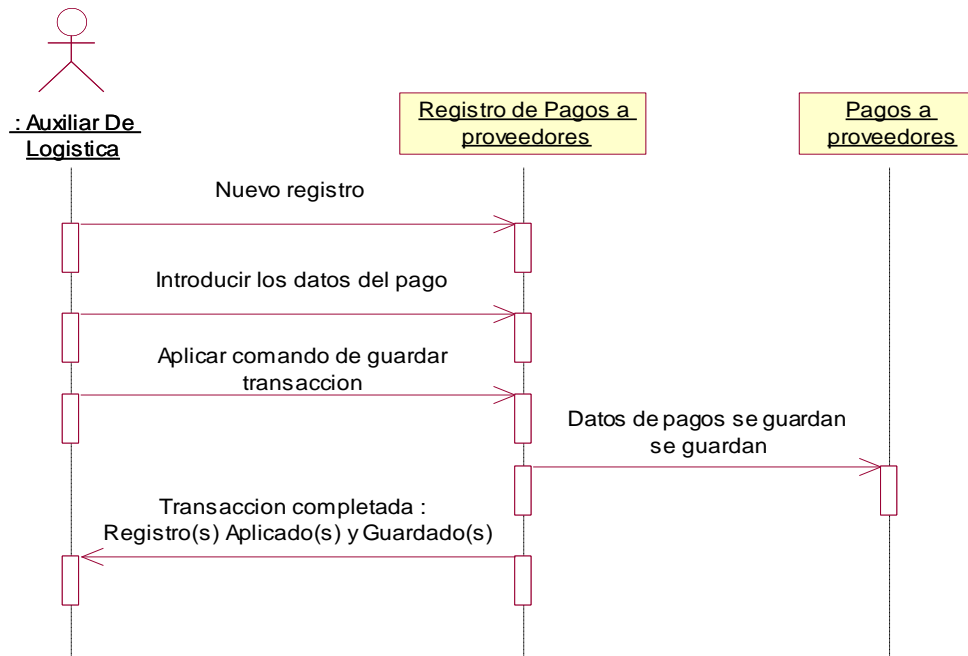 : Auxiliar De
Logistica
Registro de Pagos a
proveedores
Pagos a
proveedores
Nuevo registro
Introducir los datos del pago
Aplicar comando de guardar
transaccion
Datos de pagos se guardan
se guardan
Transaccion completada :
Registro(s) Aplicado(s) y Guardado(s)